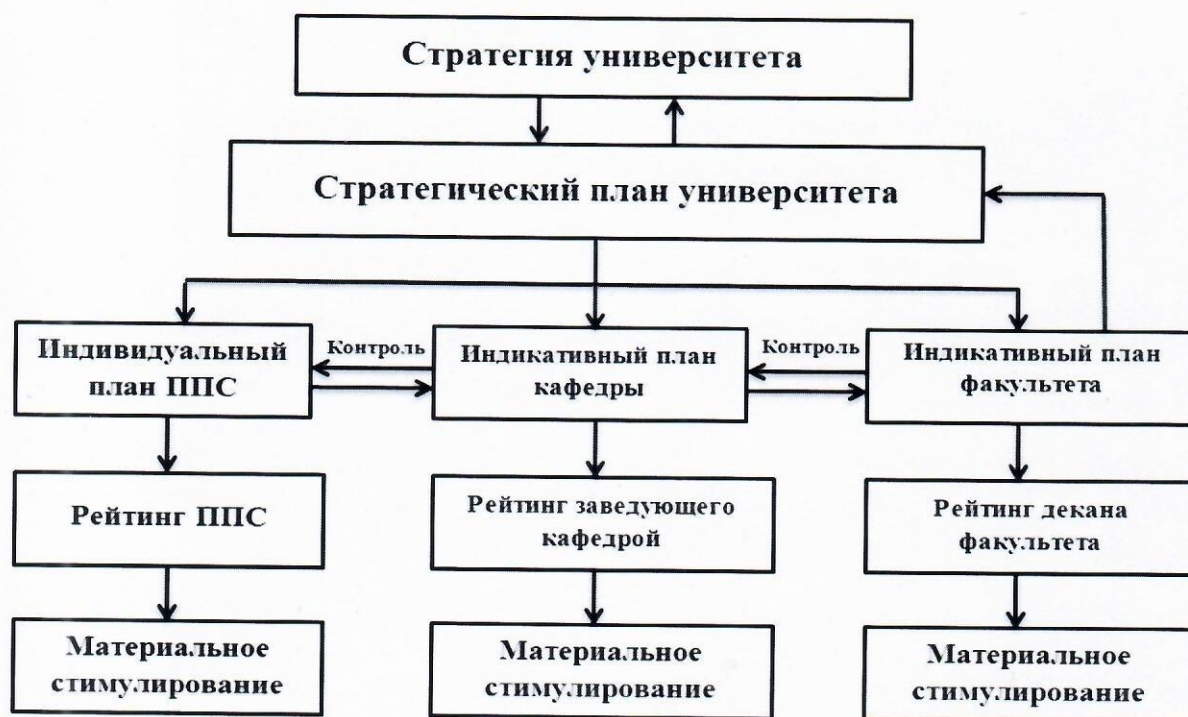 Стратегия университета
Стратегический план университета
Индивидуальный
план ППС
Контроль
Индикативный план
кафедры
Контроль
Индикативный план
факультета
Рейтинг ППС
Рейтинг заведующего
кафедрой
Рейтинг декана
факультета
Материальное
стимулирование
Материальное
стимулирование
Материальное
стимулирование